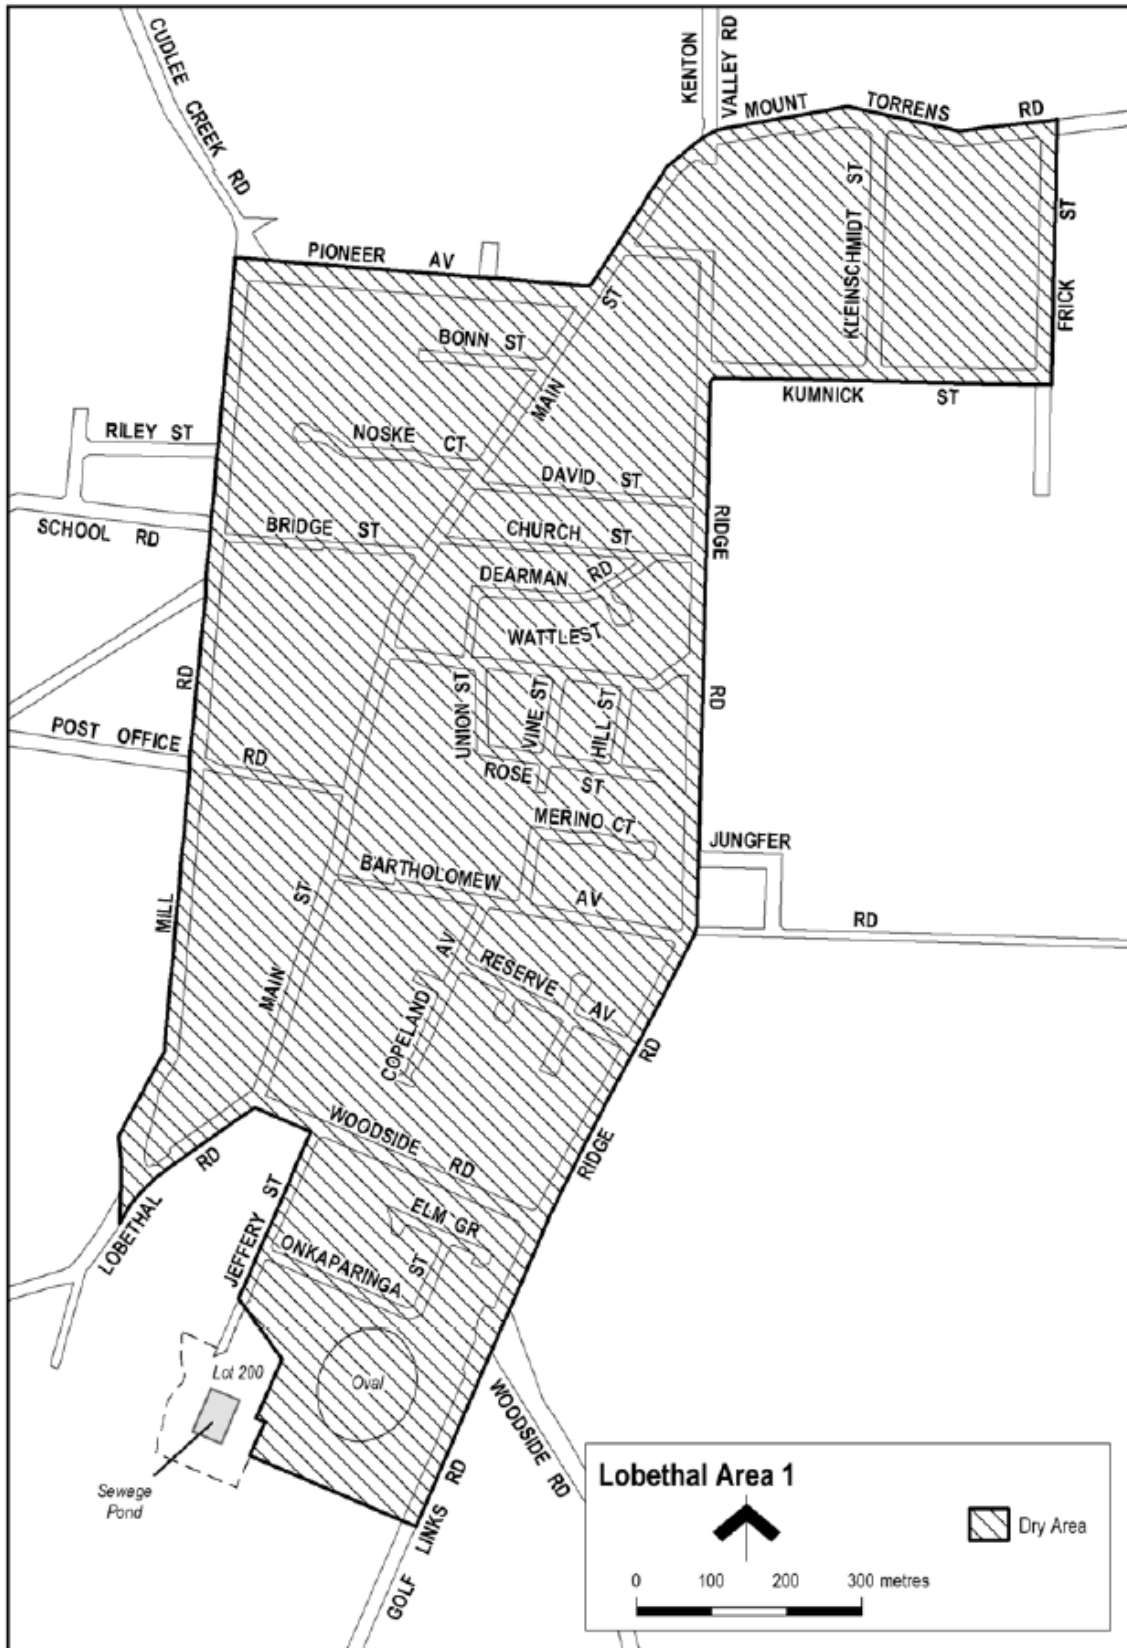 CUDLEE CREEK RD
KENTON
VALLEY RD
MOUNT TORRENS RD
KLEINSCHMIDT ST
FRICK ST
PIONEER AV
BONN ST
MAIN ST
KUMNICK ST
RILEY ST
NOSKE CT
DAVID ST
SCHOOL RD
BRIDGE ST
CHURCH ST
RIDGE RD
DEARMAN RD
WATTLE ST
UNION ST
VINE ST
HILL ST
POST OFFICE RD
ROSE ST
MERINO CT
JUNGFER RD
BARTHOLOMEW AV
MILL RD
MAIN ST
COPELAND AV
RESERVE AV
RIDGE RD
WOODSIDE RD
LOBETHAL RD
JEFFERY ST
ELM GR
ONKAPARINGA ST
Lot 200
Oval
WOODSIDE RD
Sewage
Pond
GOLF LINKS RD
Lobethal Area 1
Dry Area
0 100 200 300 metres